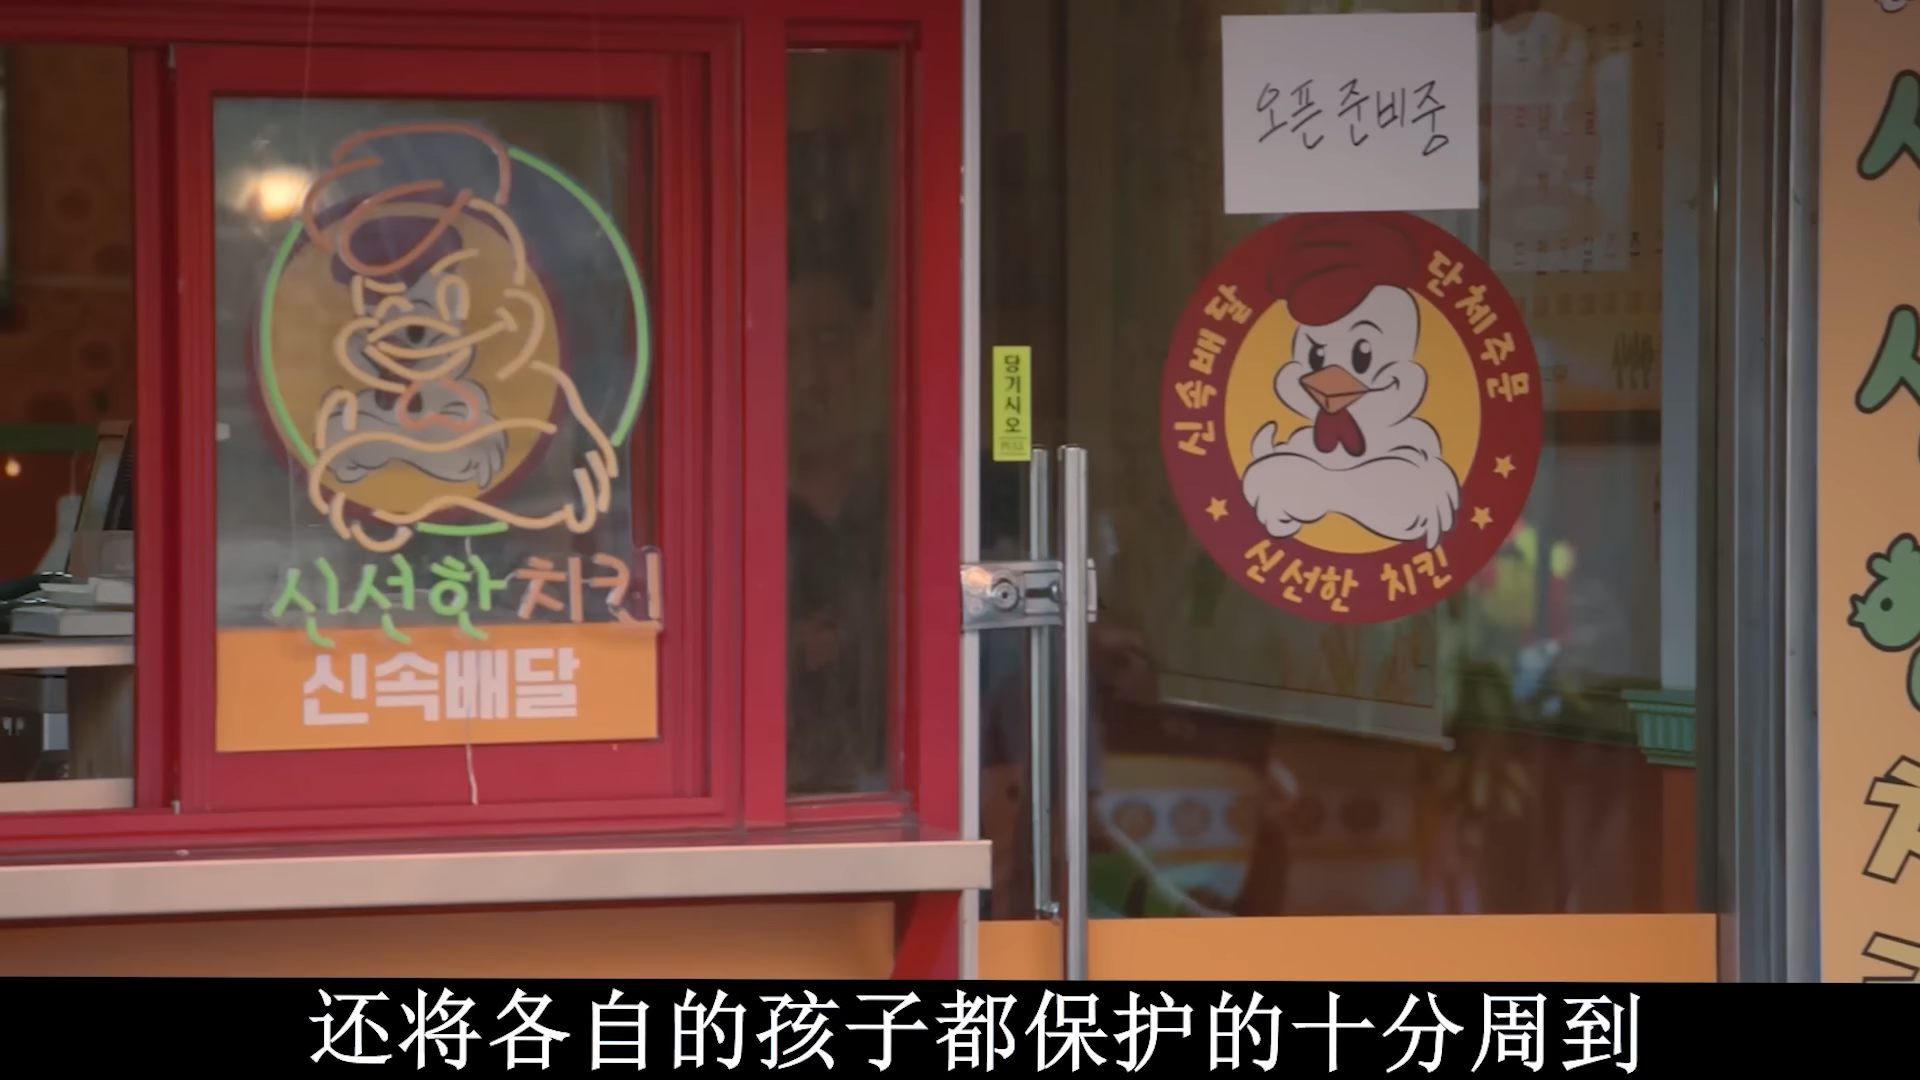 오픈준비중
신속배달 단체주문
신선한 치킨
당기시오
PULL
신선한치킨
신속배달
还将各自的孩子都保护的十分周到